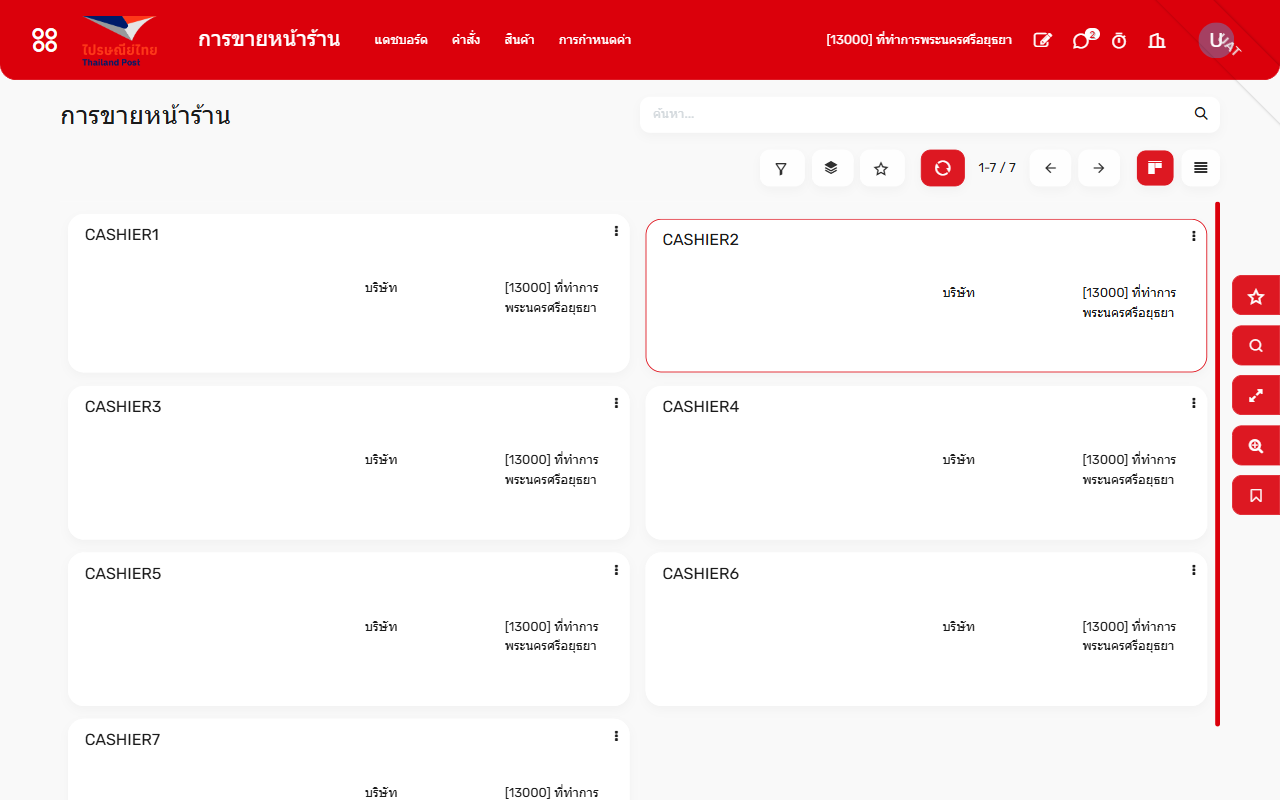 ไปรษณีย์ไทย
Thailand Post
การขายหน้าร้าน
แดชบอร์ด
คำสั่ง
สินค้า
การกำหนดค่า
[13000] ที่ทำการพระนครศรีอยุธยา
2
U
UAT
การขายหน้าร้าน
ค้นหา...
1-7 / 7
CASHIER1
บริษัท
[13000] ที่ทำการ
พระนครศรีอยุธยา
CASHIER2
บริษัท
[13000] ที่ทำการ
พระนครศรีอยุธยา
CASHIER3
บริษัท
[13000] ที่ทำการ
พระนครศรีอยุธยา
CASHIER4
บริษัท
[13000] ที่ทำการ
พระนครศรีอยุธยา
CASHIER5
บริษัท
[13000] ที่ทำการ
พระนครศรีอยุธยา
CASHIER6
บริษัท
[13000] ที่ทำการ
พระนครศรีอยุธยา
CASHIER7
บริษัท
[13000] ที่ทำการ